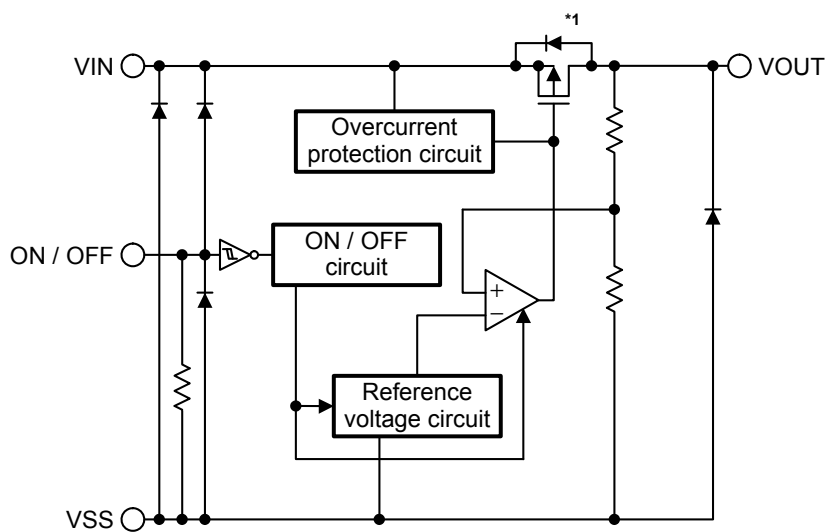 *1
VIN
VOUT
Overcurrent
protection circuit
ON / OFF
ON / OFF
circuit
+
−
Reference
voltage circuit
VSS